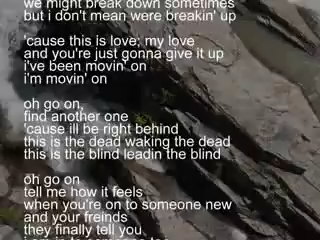 we might break down sometimes
but i don't mean were breakin' up
'cause this is love; my love
and you're just gonna give it up
i've been movin' on
i'm movin' on
oh go on,
find another one
'cause ill be right behind
this is the dead waking the dead
this is the blind leadin the blind
oh go on
tell me how it feels
when you're on to someone new
and your freinds
they finally tell you